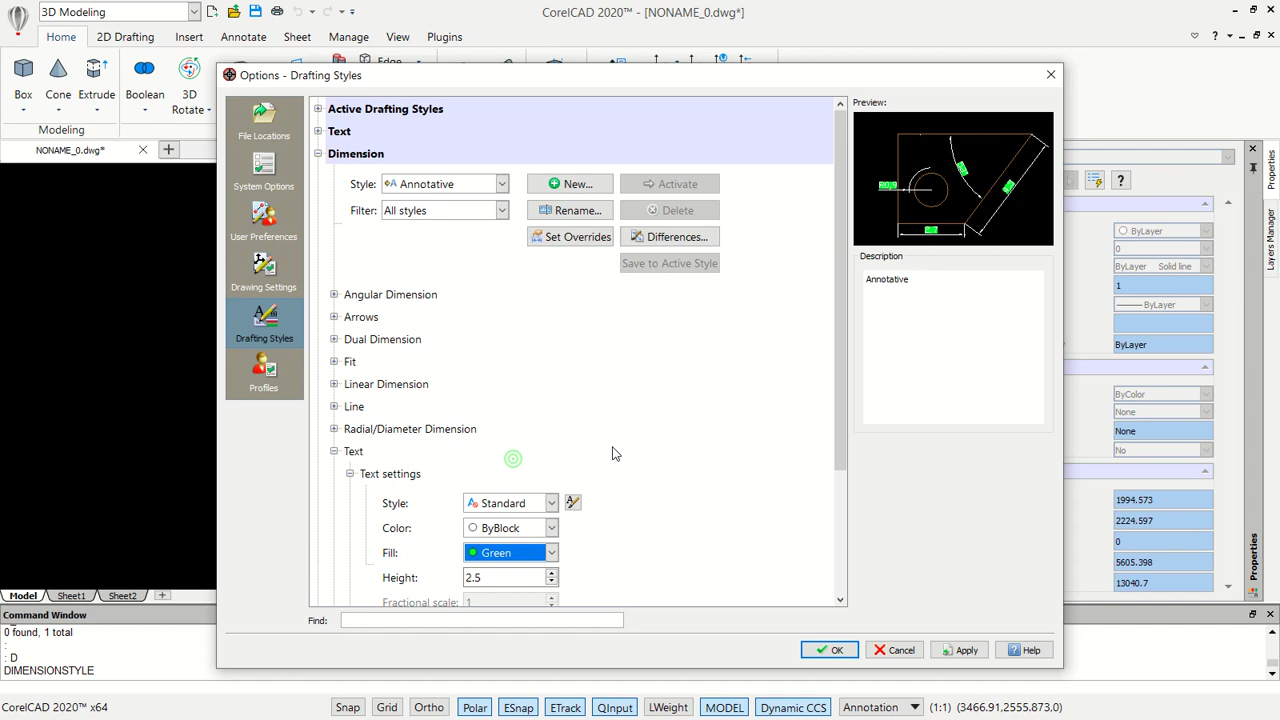 3D Modeling
CorelCAD 2020™ - [NONAME_0.dwg*]
Home
2D Drafting
Insert
Annotate
Sheet
Manage
View
Plugins
Edge
Box
Cone
Extrude
Boolean
3D
Rotate
Modeling
NONAME_0.dwg*
Options - Drafting Styles
File Locations
System Options
User Preferences
Drawing Settings
Drafting Styles
Profiles
Active Drafting Styles
Text
Dimension
Style: Annotative
New...
Activate
Filter: All styles
Rename...
Delete
Set Overrides
Differences...
Save to Active Style
Angular Dimension
Arrows
Dual Dimension
Fit
Linear Dimension
Line
Radial/Diameter Dimension
Text
Text settings
Style: Standard
Color: ByBlock
Fill: Green
Height: 2.5
Fractional scale: 1
Find:
Preview:
R0,9
2,7
Description
Annotative
OK
Cancel
Apply
Help
ByLayer
0
ByLayer Solid line
1
ByLayer
ByLayer
ByColor
None
None
No
1994.573
2224.597
0
5605.398
13040.7
Properties
Layers Manager
Properties
Model
Sheet1
Sheet2
Command Window
0 found, 1 total
:
: D
DIMENSIONSTYLE
CorelCAD x64
Snap
Grid
Ortho
Polar
ESnap
ETrack
QInput
LWeight
MODEL
Dynamic CCS
Annotation
(1:1)
(3466.91,2555.873,0)